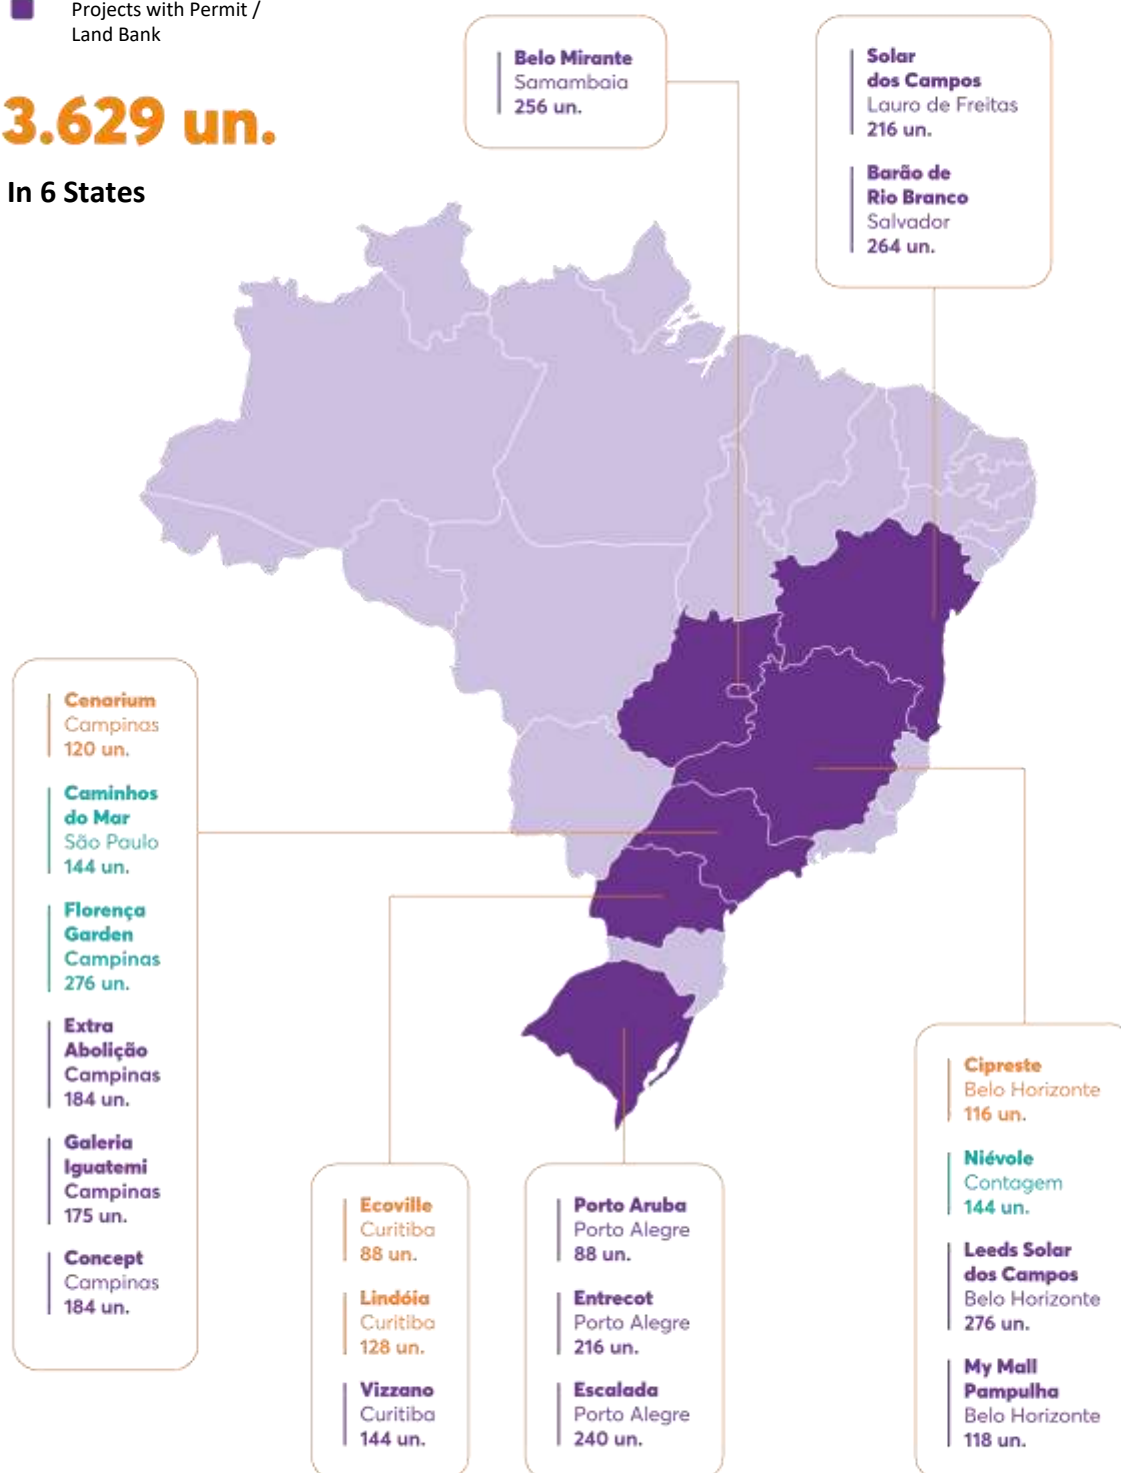 Projects with Permit /
Land Bank
3.629 un.
In 6 States
Belo Mirante
Samambaia
256 un.
Solar
dos Campos
Lauro de Freitas
216 un.
Barão de
Rio Branco
Salvador
264 un.
Cenarium
Campinas
120 un.
Caminhos
do Mar
São Paulo
144 un.
Florença
Garden
Campinas
276 un.
Extra
Abolição
Campinas
184 un.
Galeria
Iguatemi
Campinas
175 un.
Concept
Campinas
184 un.
Ecoville
Curitiba
88 un.
Lindóia
Curitiba
128 un.
Vizzano
Curitiba
144 un.
Porto Aruba
Porto Alegre
88 un.
Entrecot
Porto Alegre
216 un.
Escalada
Porto Alegre
240 un.
Cipreste
Belo Horizonte
116 un.
Niévole
Contagem
144 un.
Leeds Solar
dos Campos
Belo Horizonte
276 un.
My Mall
Pampulha
Belo Horizonte
118 un.